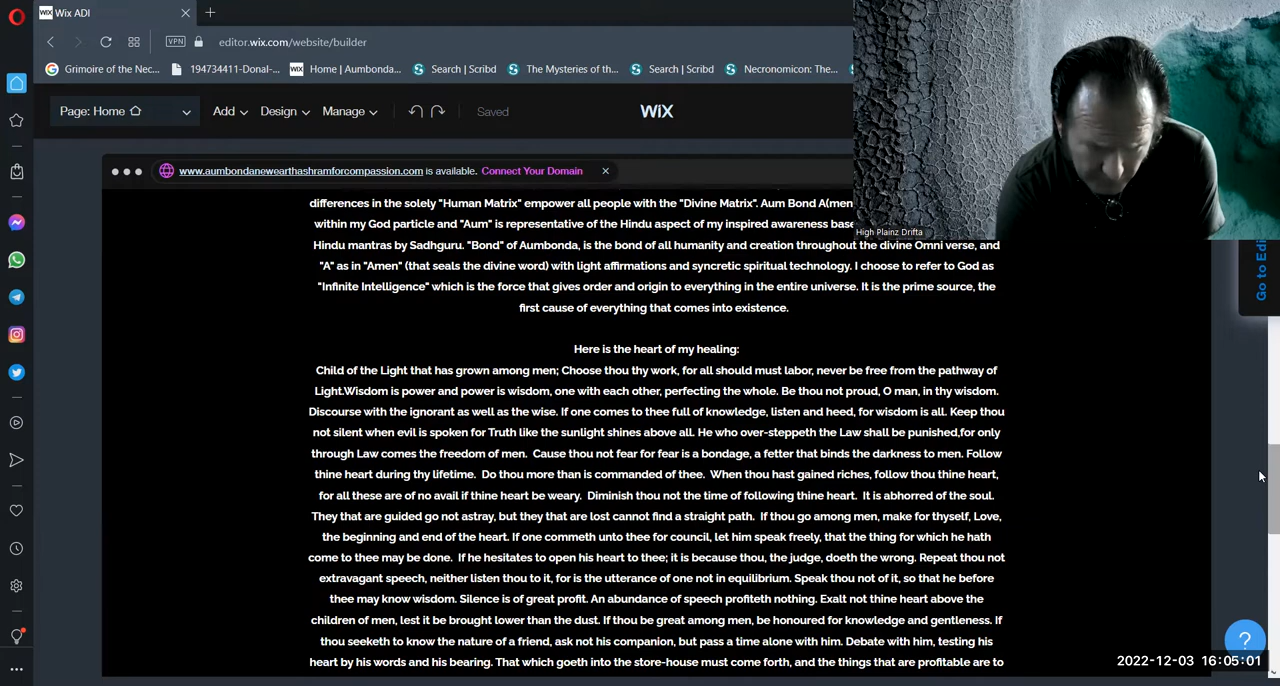 Wix ADI
editor.wix.com/website/builder
VPN
Grimoire of the Nec...
194734411-Donal-...
Home | Aumbonda...
Search | Scribd
The Mysteries of th...
Search | Scribd
Necronomicon: The...
Page: Home
Add
Design
Manage
Saved
WiX
www.aumbondanewearthashramforcompassion.com is available. Connect Your Domain
High Plainz Drifta
Go to Edi
differences in the solely "Human Matrix" empower all people with the "Divine Matrix". Aum Bond A(men
within my God particle and "Aum" is representative of the Hindu aspect of my inspired awareness base
Hindu mantras by Sadhguru. "Bond" of Aumbonda, is the bond of all humanity and creation throughout the divine Omni verse, and
"A" as in "Amen" (that seals the divine word) with light affirmations and syncretic spiritual technology. I choose to refer to God as
"Infinite Intelligence" which is the force that gives order and origin to everything in the entire universe. It is the prime source, the
first cause of everything that comes into existence.
Here is the heart of my healing:
Child of the Light that has grown among men; Choose thou thy work, for all should must labor, never be free from the pathway of
Light.Wisdom is power and power is wisdom, one with each other, perfecting the whole. Be thou not proud, O man, in thy wisdom.
Discourse with the ignorant as well as the wise. If one comes to thee full of knowledge, listen and heed, for wisdom is all. Keep thou
not silent when evil is spoken for Truth like the sunlight shines above all. He who over-steppeth the Law shall be punished,for only
through Law comes the freedom of men.  Cause thou not fear for fear is a bondage, a fetter that binds the darkness to men. Follow
thine heart during thy lifetime.  Do thou more than is commanded of thee.  When thou hast gained riches, follow thou thine heart,
for all these are of no avail if thine heart be weary.  Diminish thou not the time of following thine heart.  It is abhorred of the soul.
They that are guided go not astray, but they that are lost cannot find a straight path.  If thou go among men, make for thyself, Love,
the beginning and end of the heart. If one commeth unto thee for council, let him speak freely, that the thing for which he hath
come to thee may be done.  If he hesitates to open his heart to thee; it is because thou, the judge, doeth the wrong. Repeat thou not
extravagant speech, neither listen thou to it, for is the utterance of one not in equilibrium. Speak thou not of it, so that he before
thee may know wisdom. Silence is of great profit. An abundance of speech profiteth nothing. Exalt not thine heart above the
children of men, lest it be brought lower than the dust. If thou be great among men, be honoured for knowledge and gentleness. If
thou seeketh to know the nature of a friend, ask not his companion, but pass a time alone with him. Debate with him, testing his
heart by his words and his bearing. That which goeth into the store-house must come forth, and the things that are profitable are to
?
2022-12-03 16:05:01